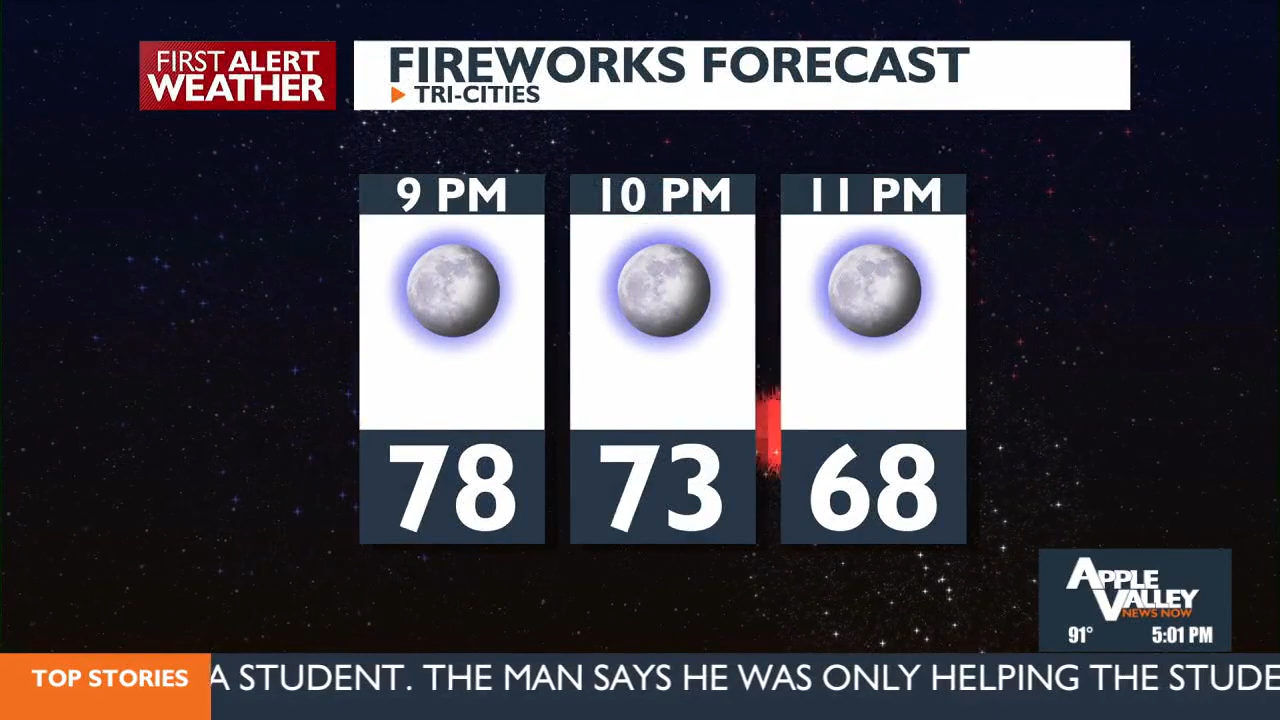 FIRST ALERT
WEATHER
FIREWORKS FORECAST
TRI-CITIES
9 PM
10 PM
11 PM
78
73
68
APPLE
VALLEY
NEWS NOW
91° 5:01 PM
TOP STORIES
A STUDENT. THE MAN SAYS HE WAS ONLY HELPING THE STUDE